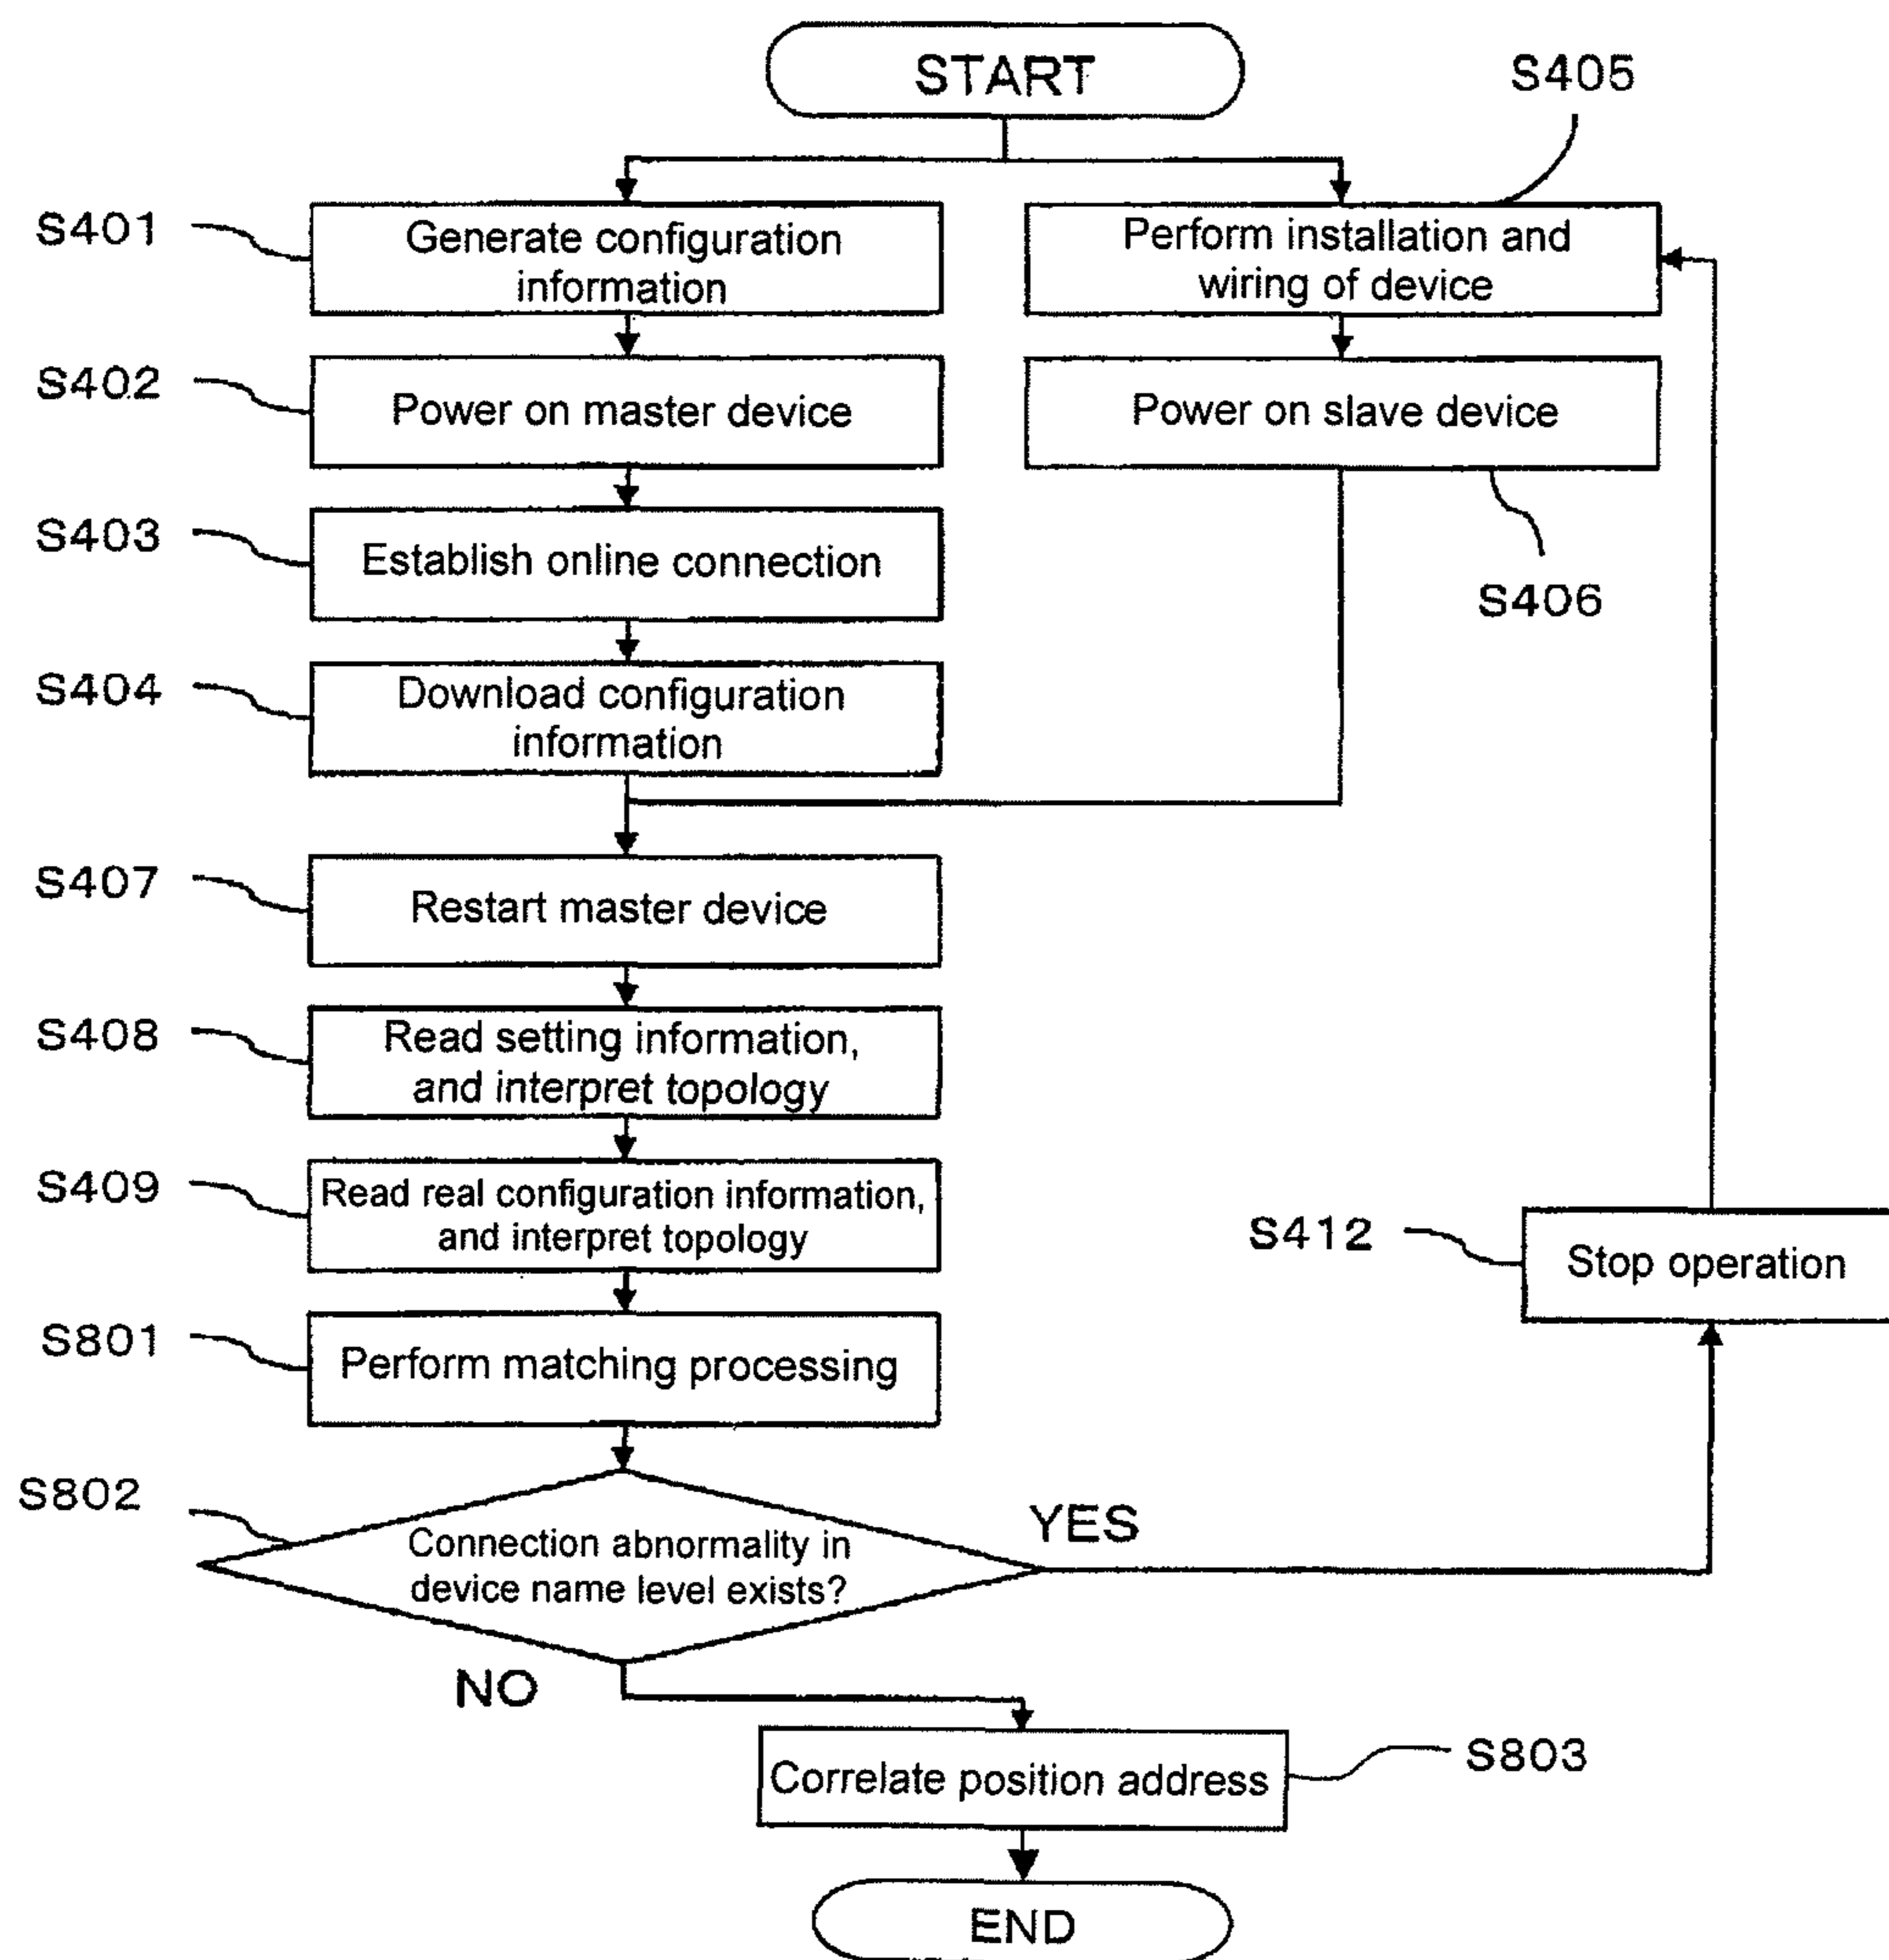 START
S405
S401
Generate configuration
information
Perform installation and
wiring of device
S402
Power on master device
Power on slave device
S403
Establish online connection
S406
S404
Download configuration
information
S407
Restart master device
S408
Read setting information,
and interpret topology
S409
Read real configuration information,
and interpret topology
S412
Stop operation
S801
Perform matching processing
S802
Connection abnormality in
device name level exists?
YES
NO
Correlate position address
S803
END